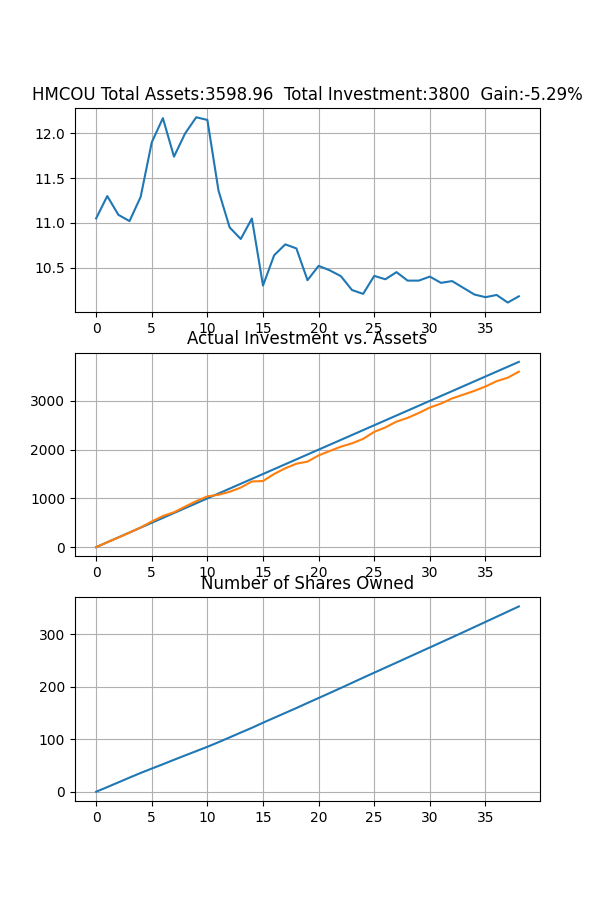 HMCOU Total Assets:3598.96  Total Investment:3800  Gain:-5.29%
12.0
11.5
11.0
10.5
0 5 10 15 20 25 30 35
Actual Investment vs. Assets
3000
2000
1000
0
0 5 10 15 20 25 30 35
Number of Shares Owned
300
200
100
0
0 5 10 15 20 25 30 35